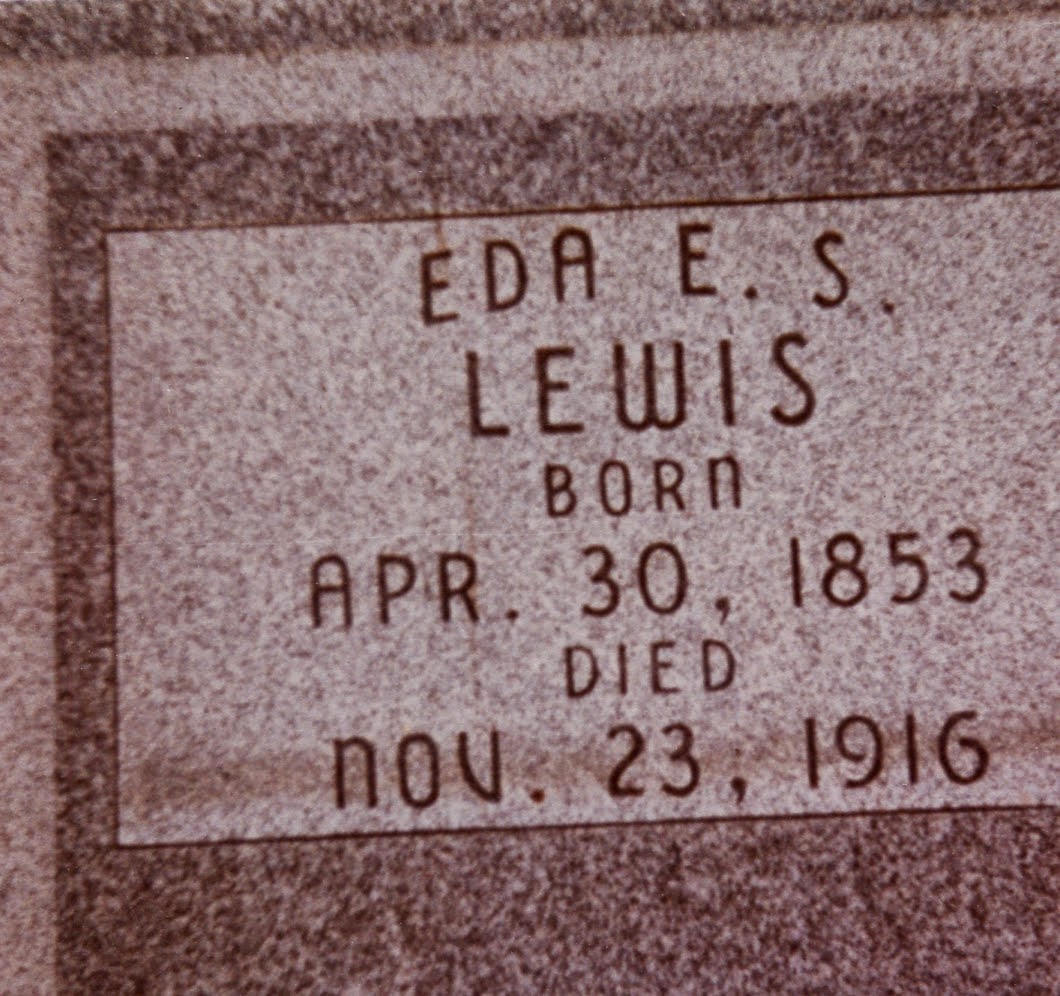 EDA E. S.
LEWIS
BORN
APR. 30, 1853
DIED
NOV. 23, 1916